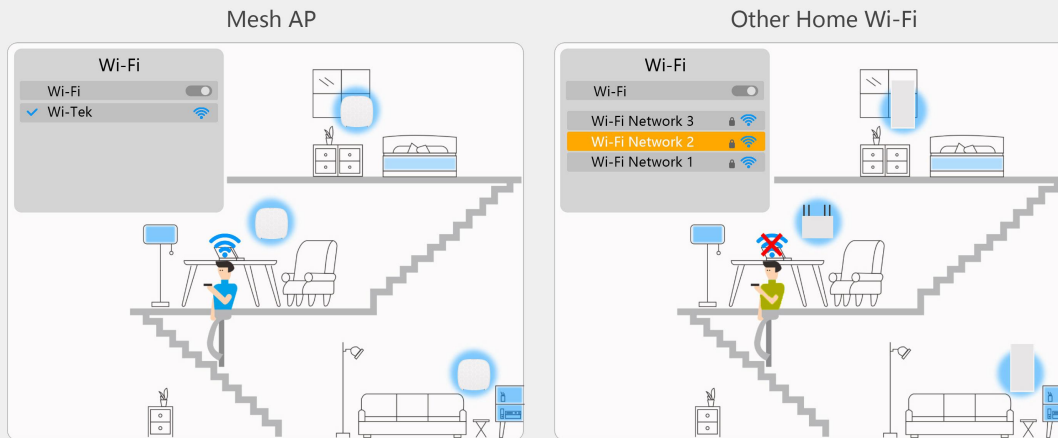 Mesh AP
Wi-Fi
Wi-Fi
Wi-Tek
Other Home Wi-Fi
Wi-Fi
Wi-Fi
Wi-Fi Network 3
Wi-Fi Network 2
Wi-Fi Network 1